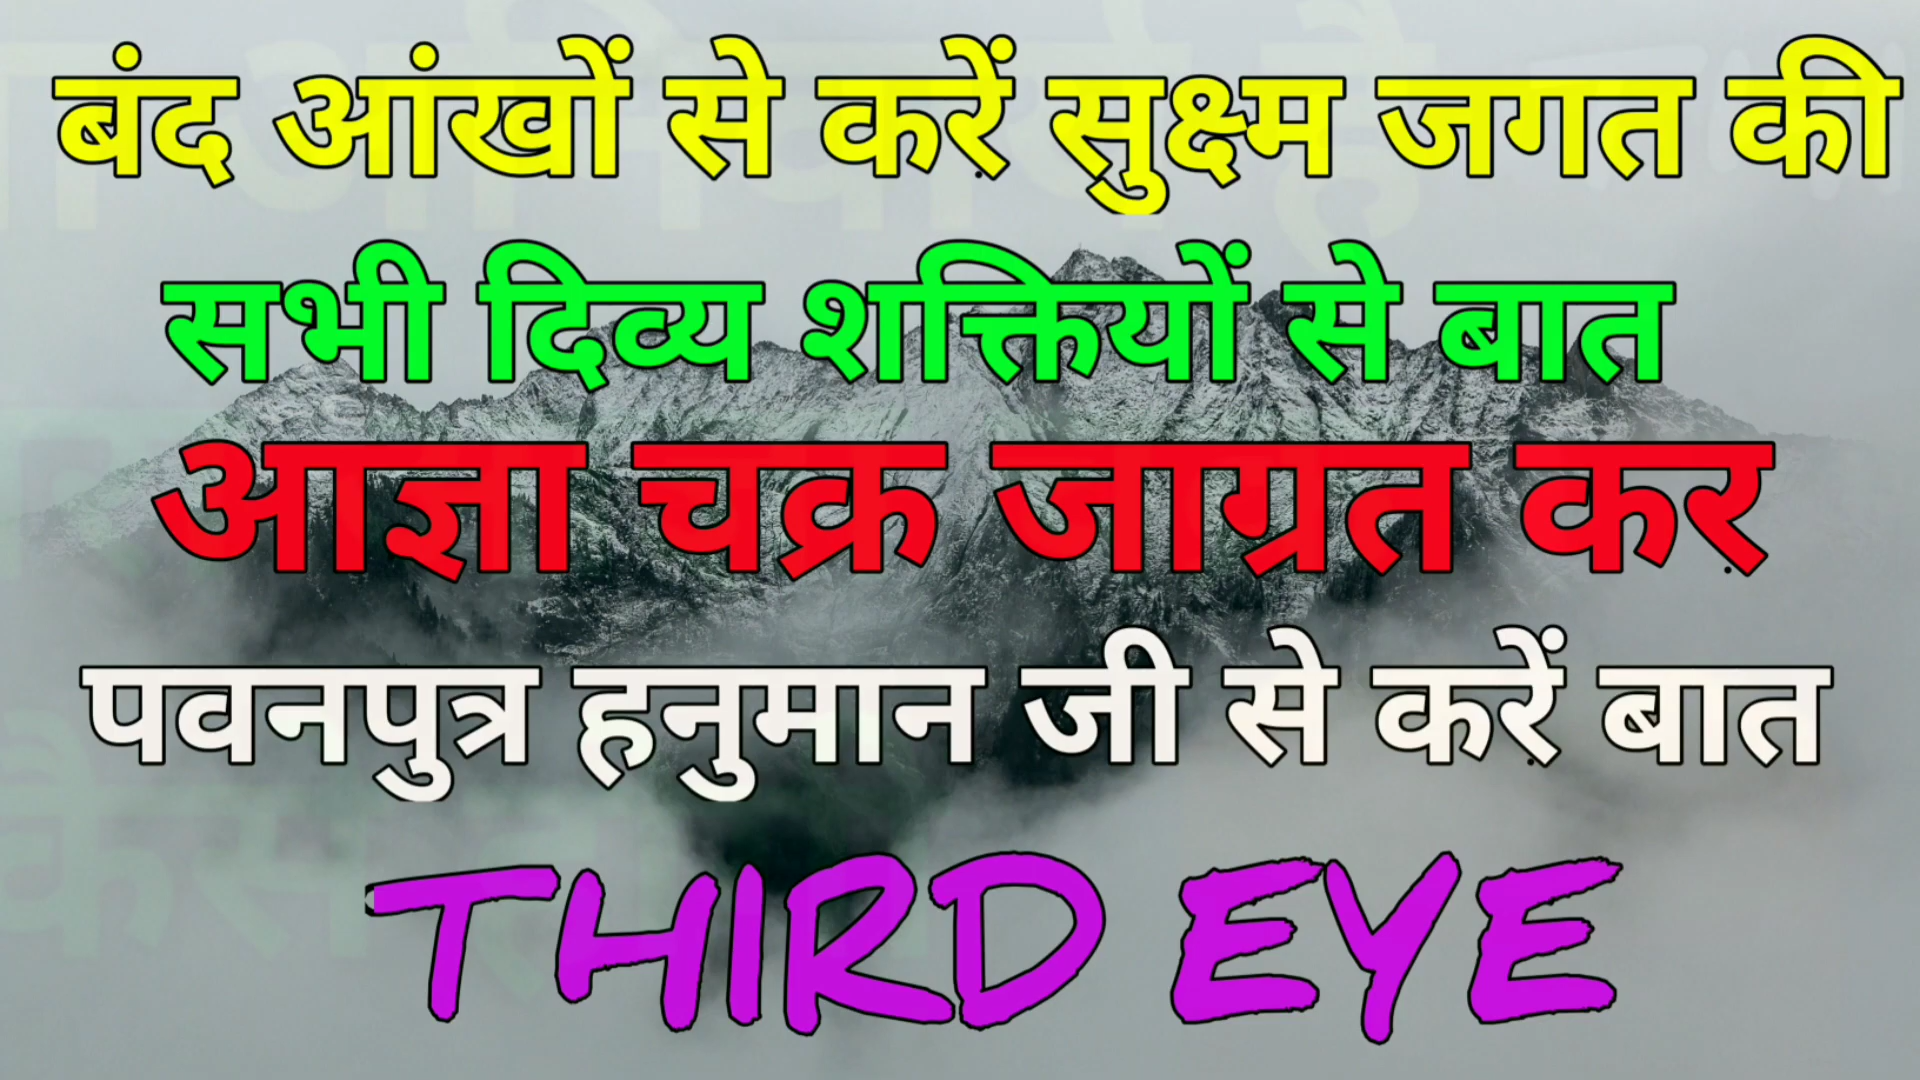 बंद आंखों से करें सुक्ष्म जगत की
सभी दिव्य शक्तियों से बात
आज्ञा चक्र जाग्रत कर
पवनपुत्र हनुमान जी से करें बात
THIRD EYE